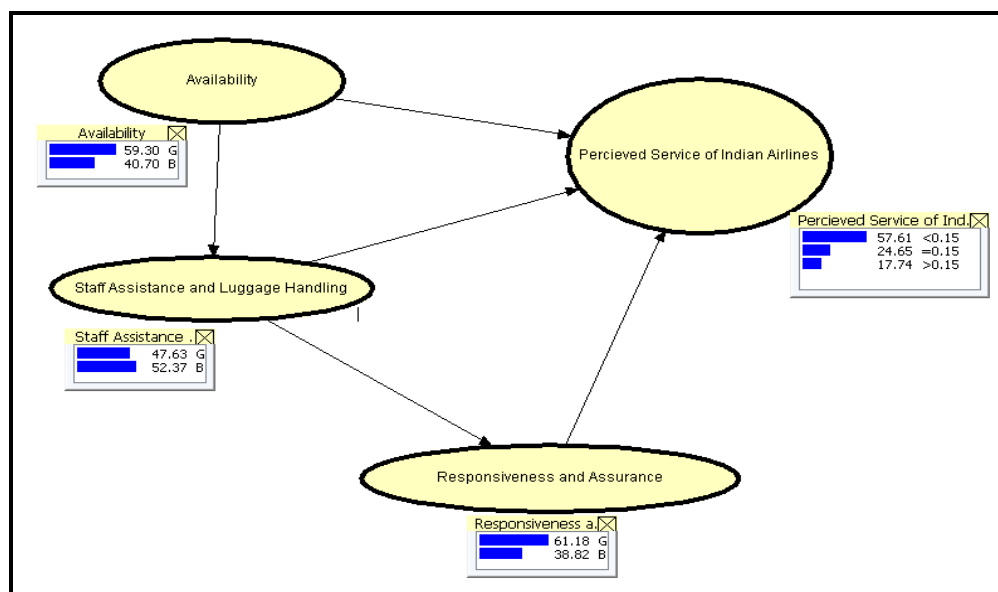 Availability
Percieved Service of Indian Airlines
Availability
59.30 G
40.70 B
Percieved Service of Ind.
57.61 <0.15
24.65 =0.15
17.74 >0.15
Staff Assistance and Luggage Handling
Staff Assistance .
47.63 G
52.37 B
Responsiveness and Assurance
Responsiveness a.
61.18 G
38.82 B